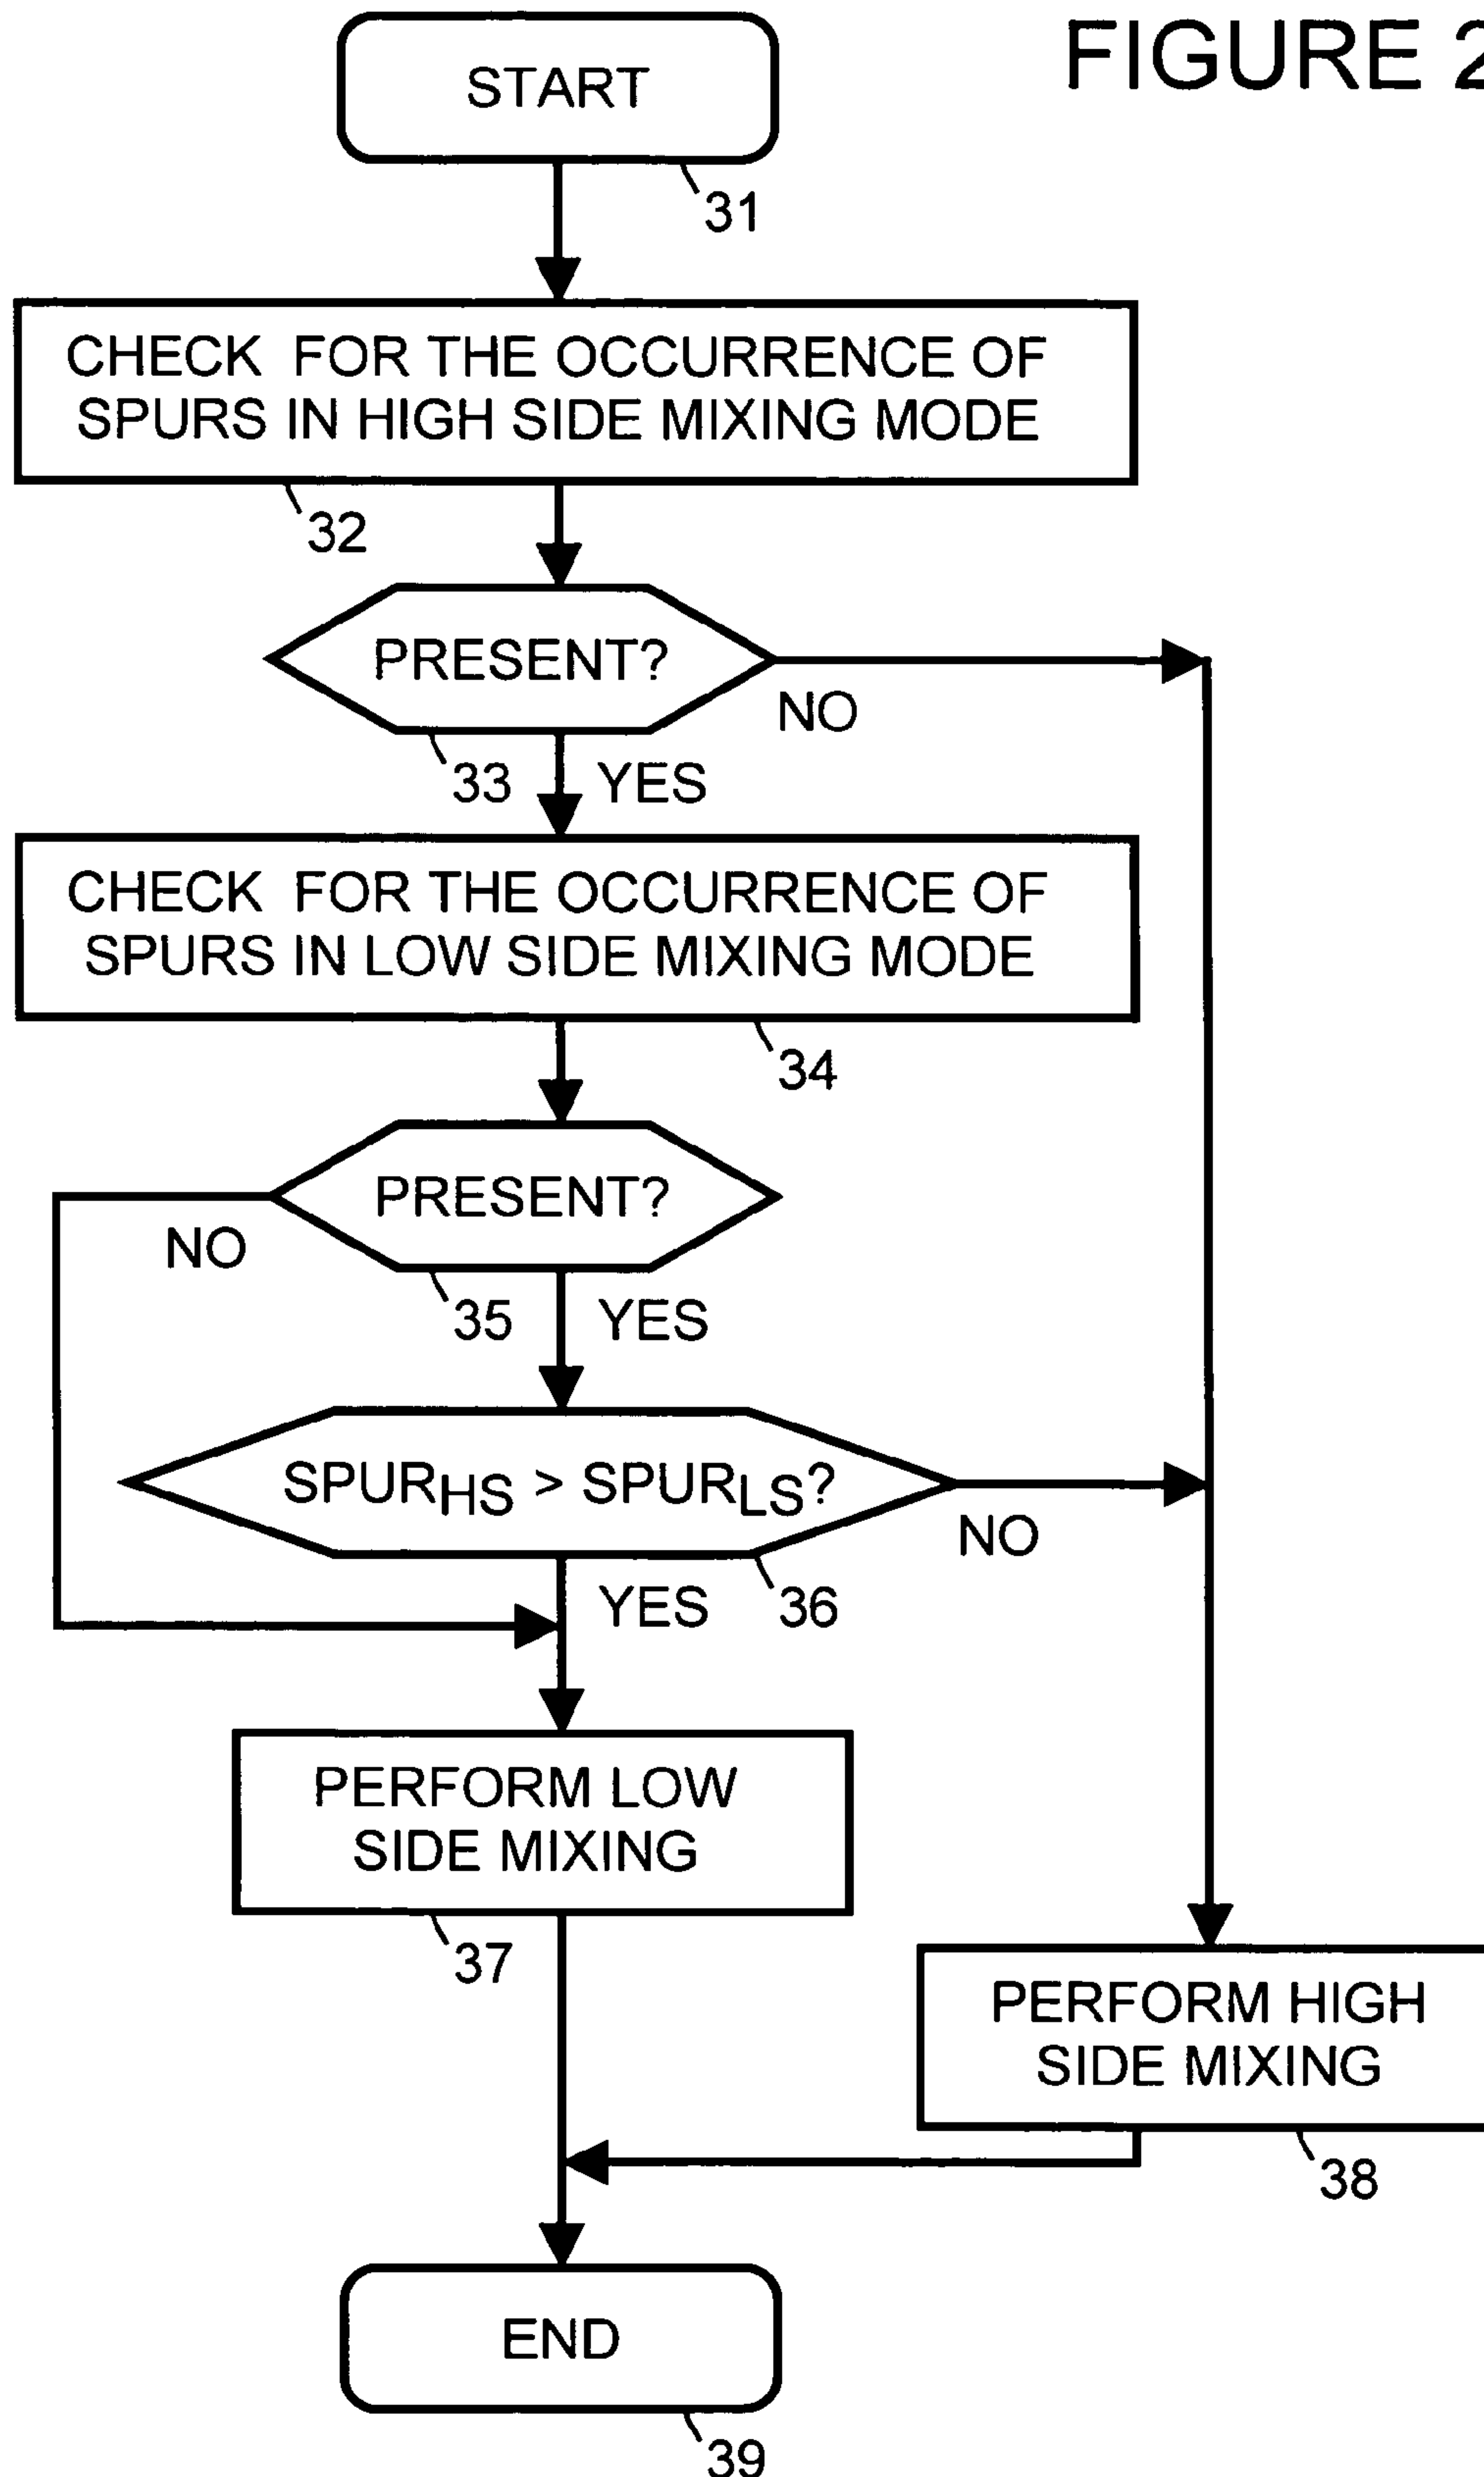 FIGURE 2
START
31
CHECK FOR THE OCCURRENCE OF
SPURS IN HIGH SIDE MIXING MODE
32
PRESENT?
NO
33
YES
CHECK FOR THE OCCURRENCE OF
SPURS IN LOW SIDE MIXING MODE
34
PRESENT?
NO
35
YES
SPURHS > SPURLS?
NO
YES
36
PERFORM LOW
SIDE MIXING
37
PERFORM HIGH
SIDE MIXING
38
END
39